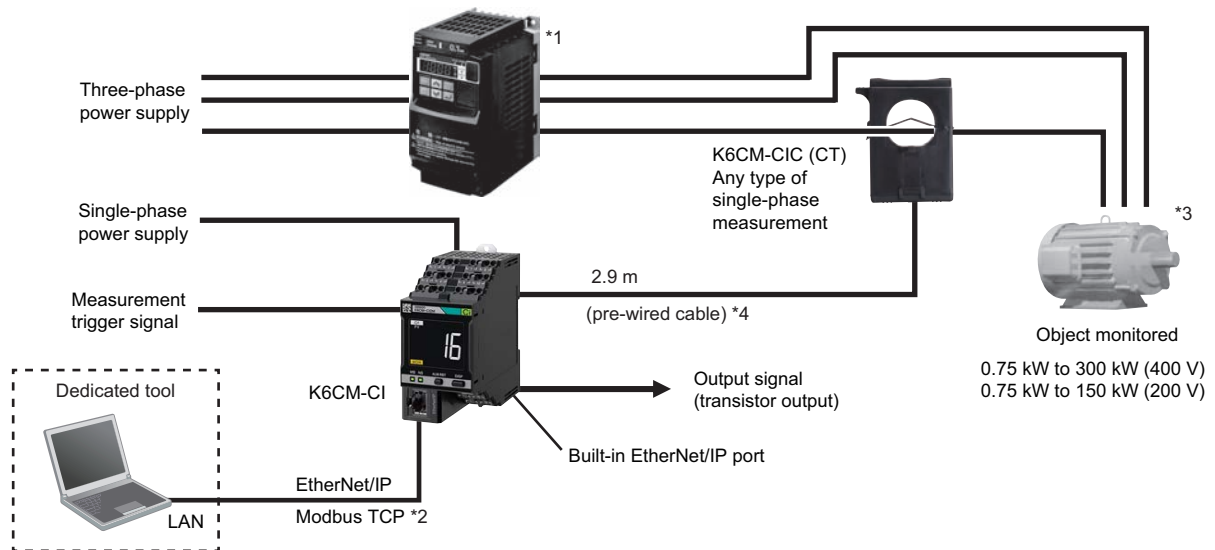 *1
Three-phase
power supply
K6CM-CIC (CT)
Any type of
single-phase
measurement
Single-phase
power supply
*3
2.9 m
(pre-wired cable) *4
Measurement
trigger signal
16
Object monitored
0.75 kW to 300 kW (400 V)
0.75 kW to 150 kW (200 V)
Dedicated tool
K6CM-CI
Output signal
(transistor output)
Built-in EtherNet/IP port
EtherNet/IP
LAN
Modbus TCP *2